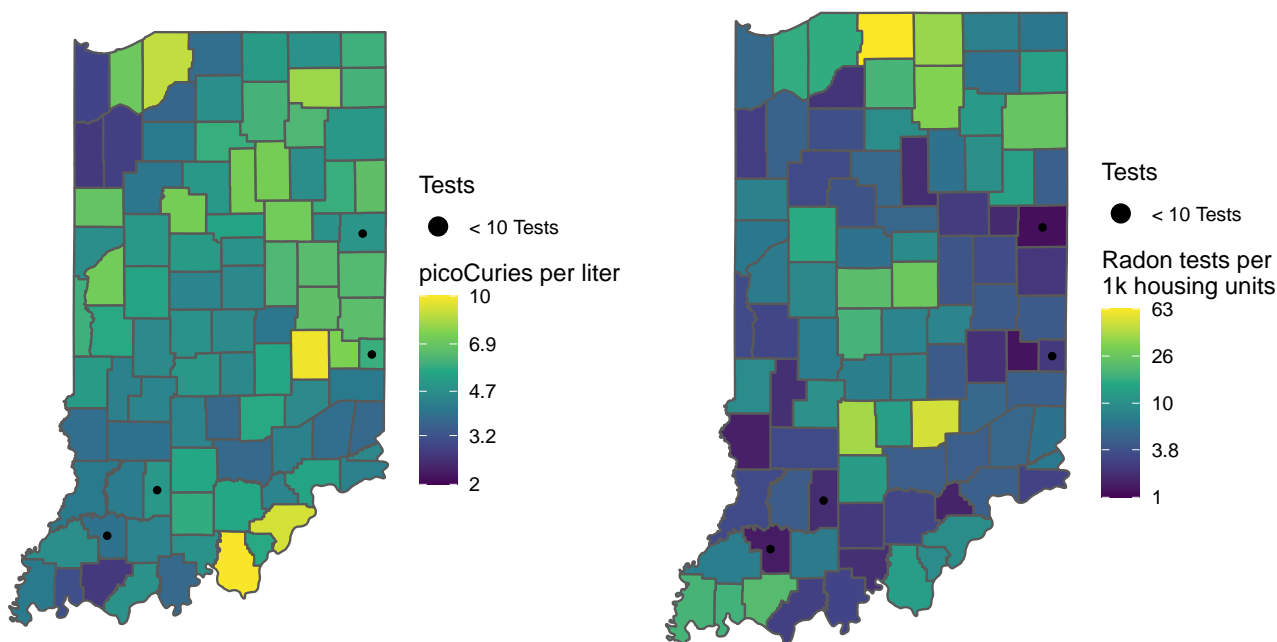 Tests
< 10 Tests
picoCuries per liter
10
6.9
4.7
3.2
2
Tests
< 10 Tests
Radon tests per
1k housing units
63
26
10
3.8
1